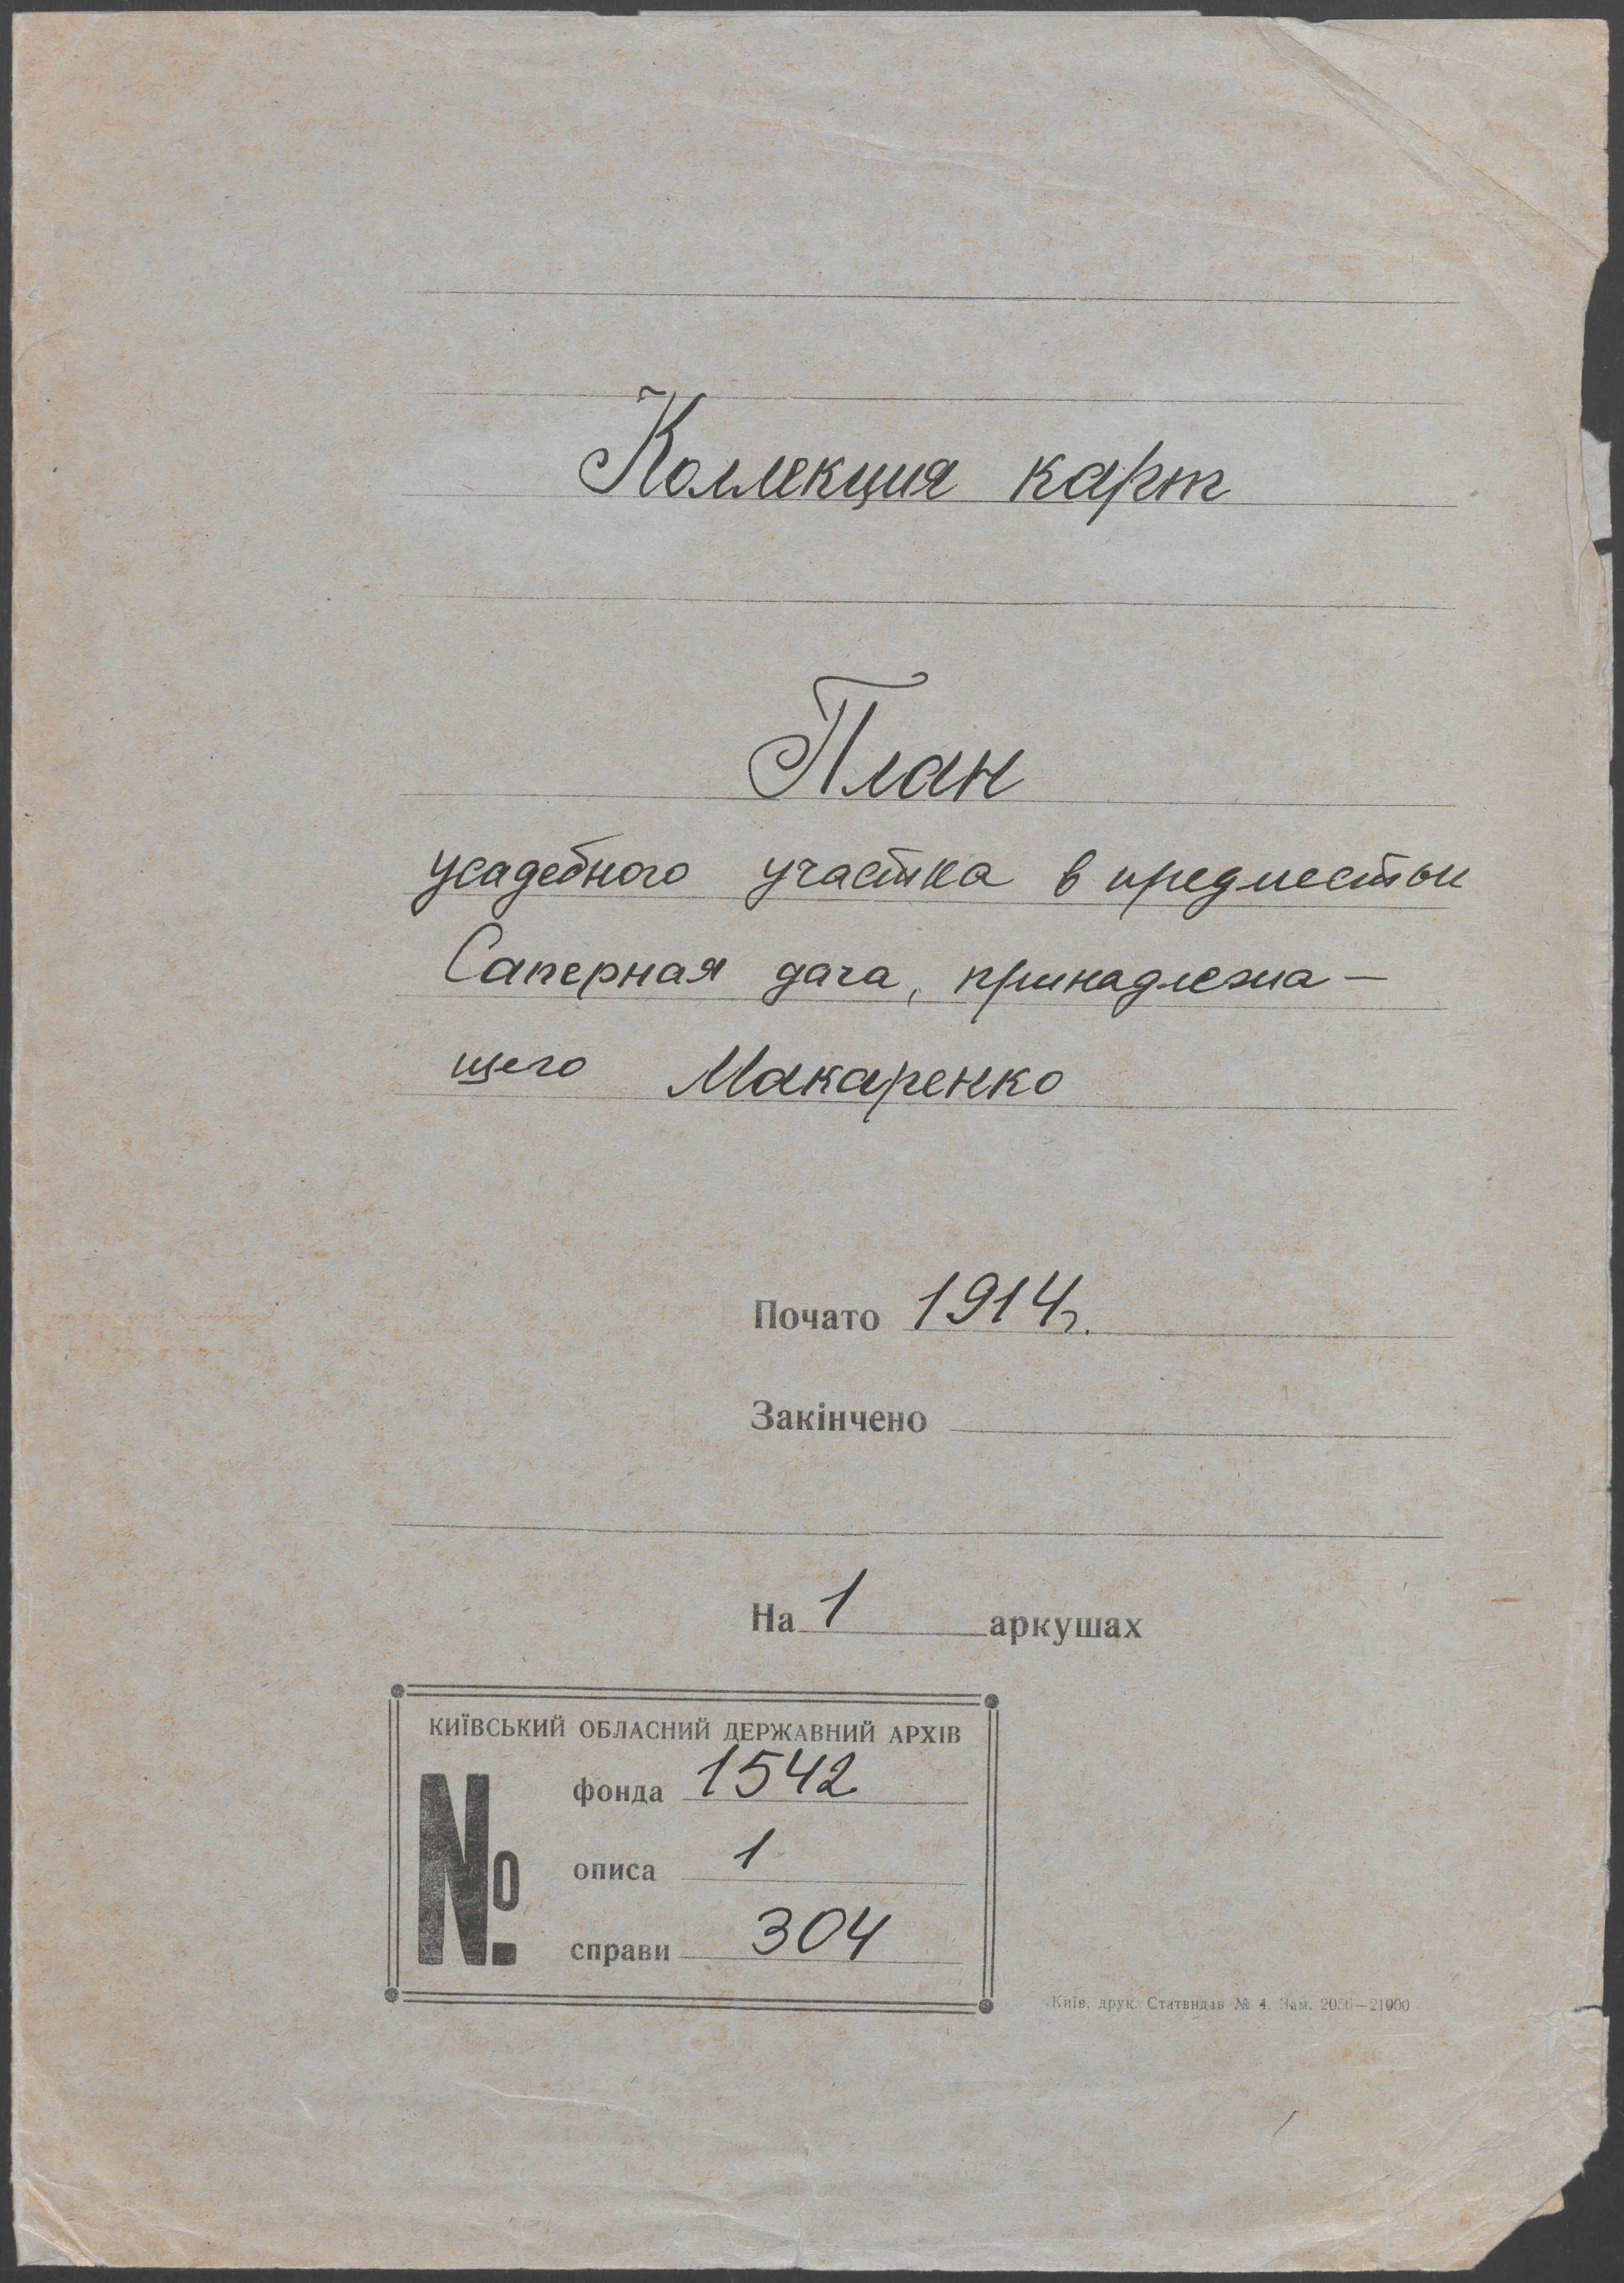 Коллекция карт
План
усадебного участка в предместьи
Саперная дача, принадлежа-
щего Макаренко
Почато 1914 г.
Закінчено
На 1 аркушах
КИЇВСЬКИЙ ОБЛАСНИЙ ДЕРЖАВНИЙ АРХІВ
№
фонда 1542
описа 1
справи 304
Київ, друк. Статвидав № 4. Зам. 2056—21000